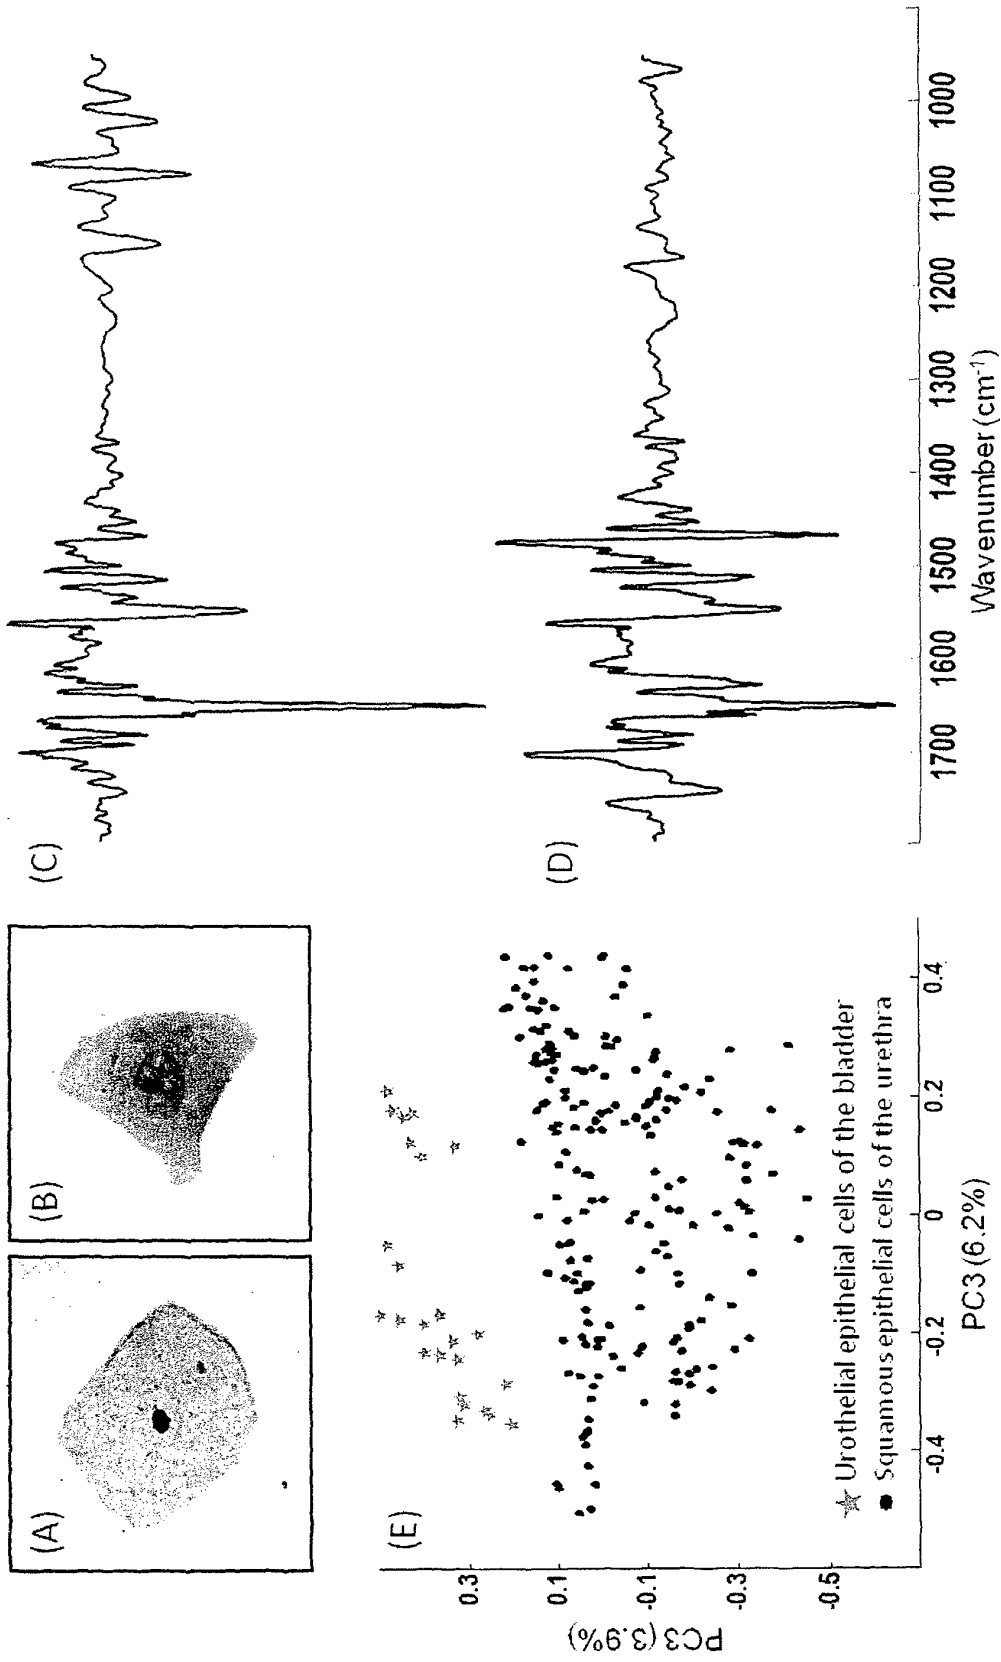 (A)
(B)
(C)
(D)
1700
1600
1500
1400
1300
1200
1100
1000
Wavenumber (cm⁻¹)
(E)
PC3 (3.9%)
0.3
0.1
-0.1
-0.3
-0.5
☆ Urothelial epithelial cells of the bladder
● Squamous epithelial cells of the urethra
-0.4
-0.2
0
0.2
0.4
PC3 (6.2%)